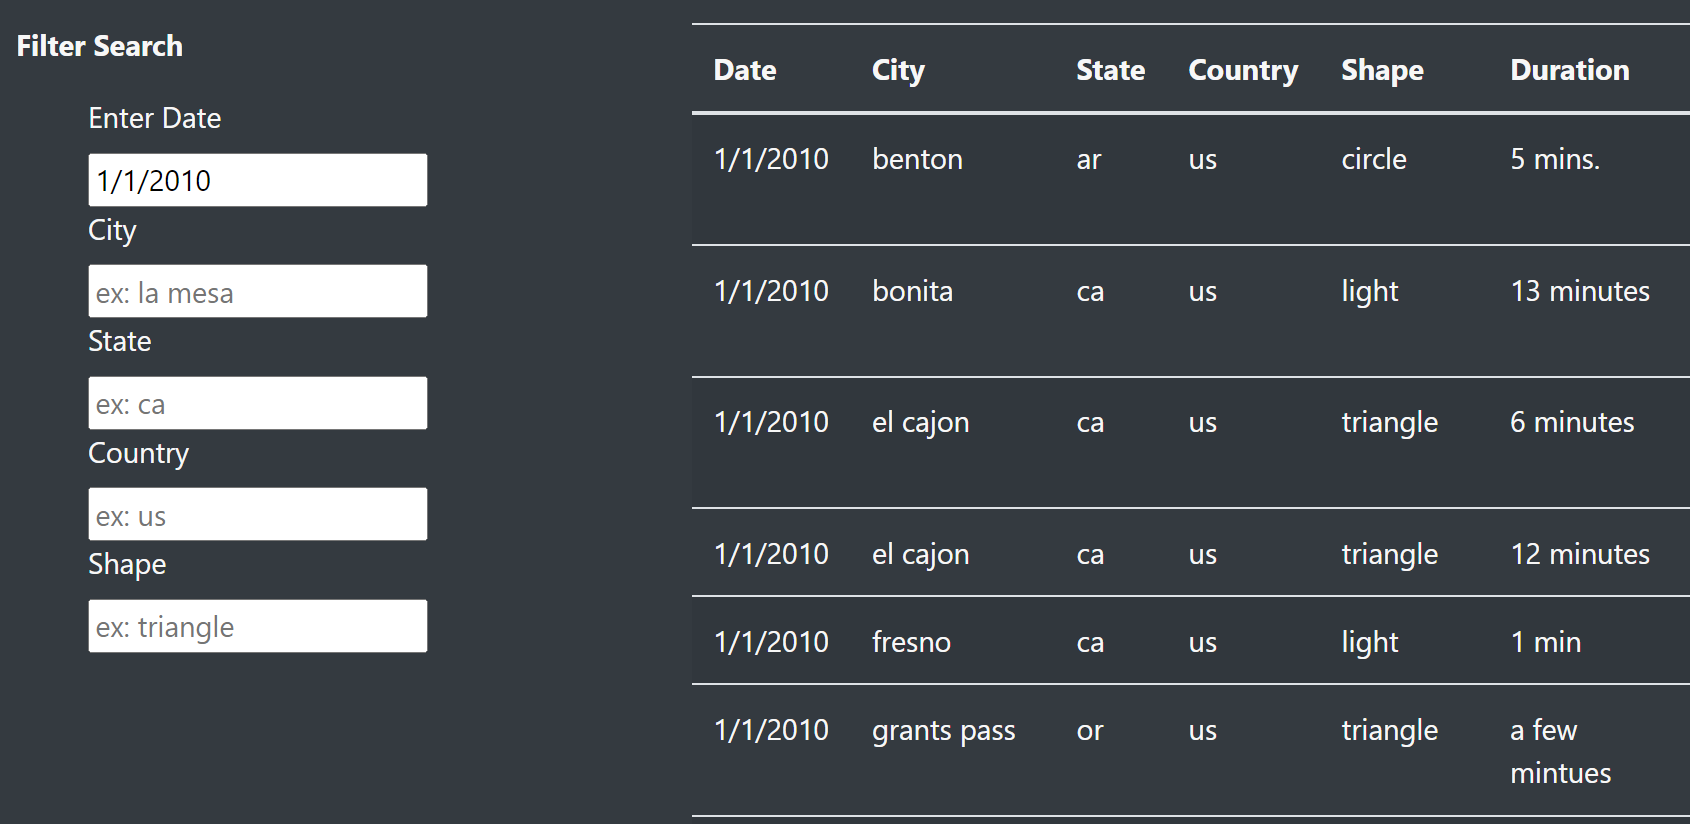 Filter Search
Enter Date
1/1/2010
City
ex: la mesa
State
ex: ca
Country
ex: us
Shape
ex: triangle
Date City State Country Shape Duration
1/1/2010 benton ar us circle 5 mins.
1/1/2010 bonita ca us light 13 minutes
1/1/2010 el cajon ca us triangle 6 minutes
1/1/2010 el cajon ca us triangle 12 minutes
1/1/2010 fresno ca us light 1 min
1/1/2010 grants pass or us triangle a few
mintues